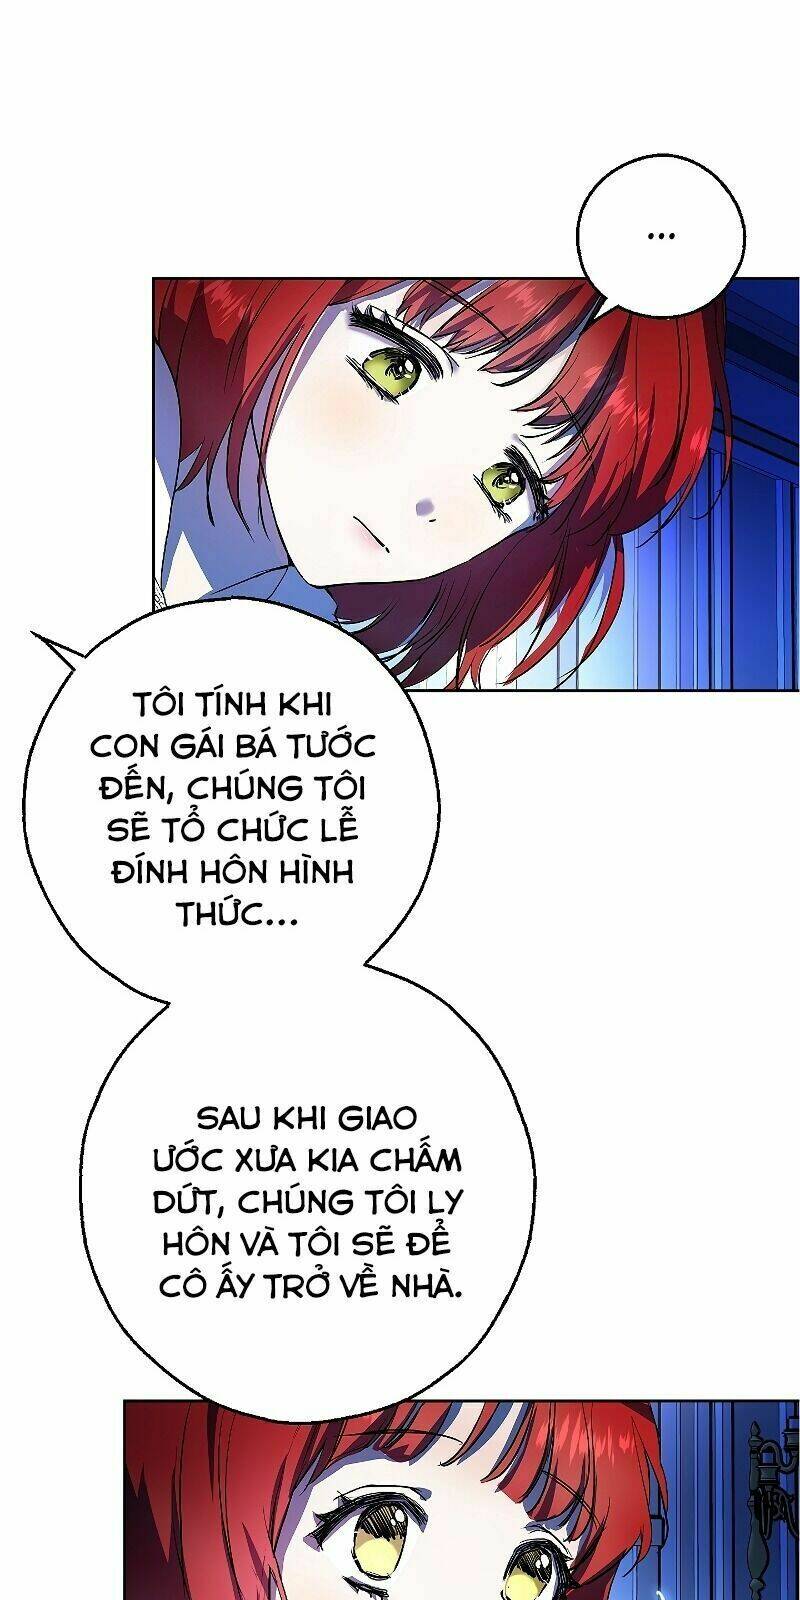 ...
TÔI TÍNH KHI
CON GÁI BÁ TƯỚC
ĐẾN, CHÚNG TÔI
SẼ TỔ CHỨC LỄ
ĐÍNH HÔN HÌNH
THỨC...
SAU KHI GIAO
ƯỚC XƯA KIA CHẤM
DỨT, CHÚNG TÔI LY
HÔN VÀ TÔI SẼ ĐỂ
CÔ ẤY TRỞ VỀ NHÀ.